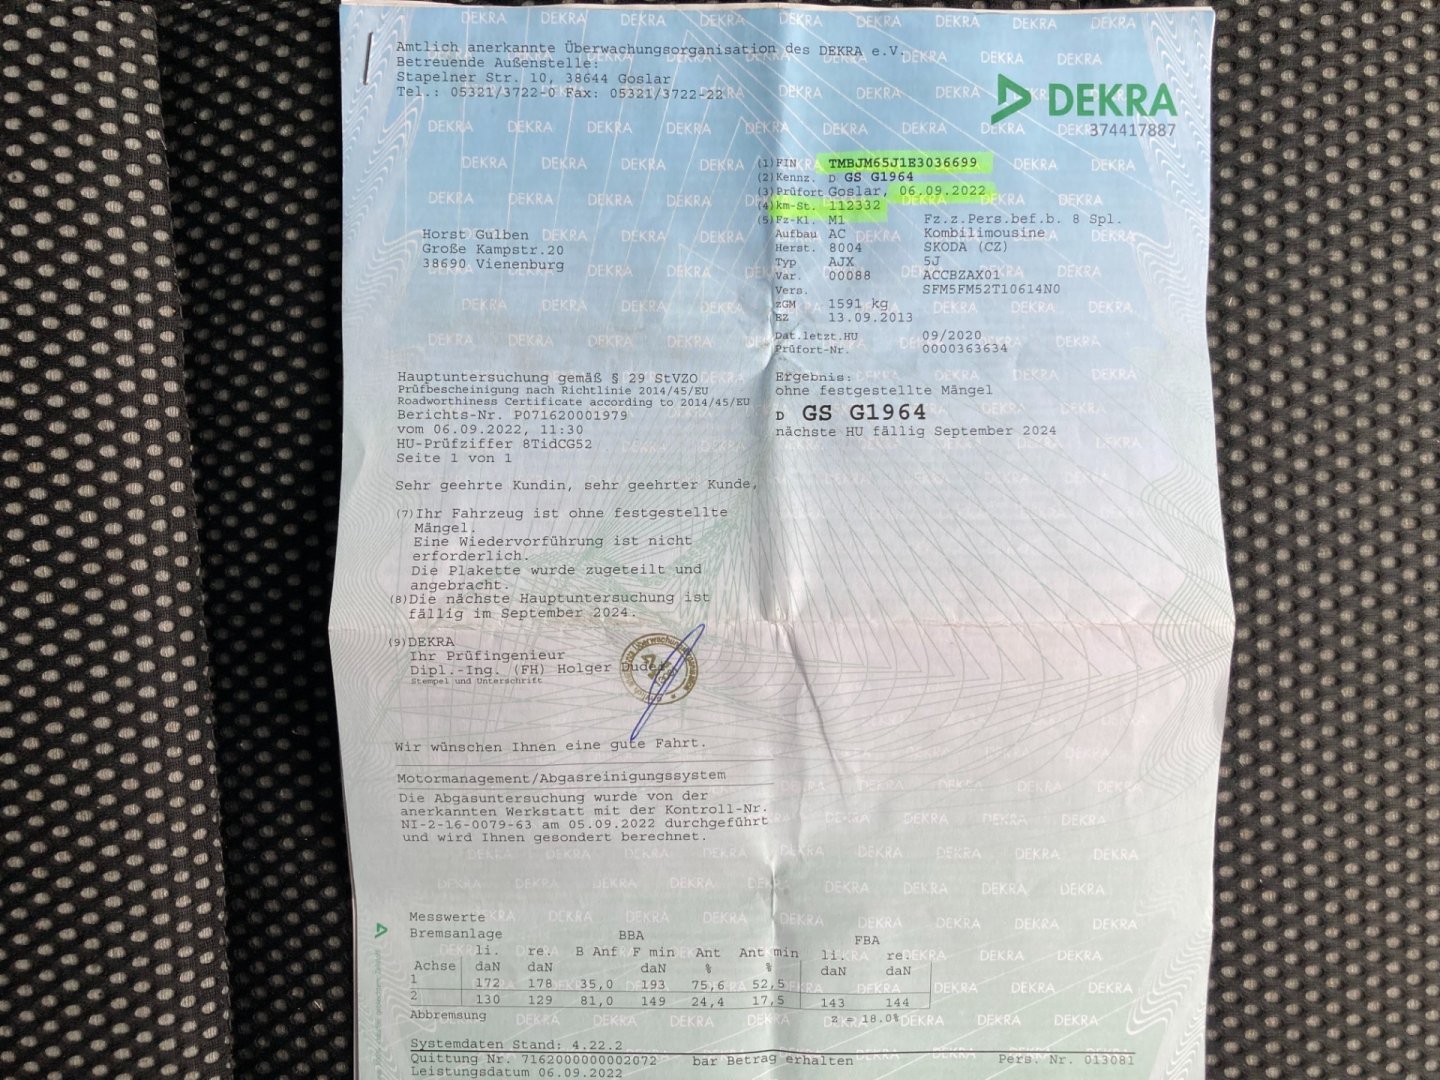 Amtlich anerkannte Überwachungsorganisation des DEKRA e.V.
Betreuende Außenstelle:
Stapelner Str. 10, 38644 Goslar
Tel.: 05321/3722-0 Fax: 05321/3722-22
DEKRA
374417887
(1) FIN TMBJM65J1E3036699
(2) Kennz. D GS G1964
(3) Prüfort Goslar, 06.09.2022
(4) km-St. 112332
(5) Fz-Kl. M1 Fz.z.Pers.bef.b. 8 Spl.
Aufbau AC Kombilimousine
Herst. 8004 SKODA (CZ)
Typ AJX 5J
Var. 00088 ACCBZAX01
Vers. SFM5FM52T10614N0
zGM 1591 kg
EZ 13.09.2013
Dat.letzt.HU 09/2020
Prüfort-Nr. 0000363634
Horst Gulben
Große Kampstr.20
38690 Vienenburg
Hauptuntersuchung gemäß § 29 StVZO
Prüfbescheinigung nach Richtlinie 2014/45/EU
Roadworthiness Certificate according to 2014/45/EU
Berichts-Nr. P071620001979
vom 06.09.2022, 11:30
HU-Prüfziffer 8TidCG52
Seite 1 von 1
Ergebnis:
ohne festgestellte Mängel
D GS G1964
nächste HU fällig September 2024
Sehr geehrte Kundin, sehr geehrter Kunde,
(7) Ihr Fahrzeug ist ohne festgestellte
Mängel.
Eine Wiedervorführung ist nicht
erforderlich.
Die Plakette wurde zugeteilt und
angebracht.
(8) Die nächste Hauptuntersuchung ist
fällig im September 2024.
(9) DEKRA
Ihr Prüfingenieur
Dipl.-Ing. (FH) Holger
Stempel und Unterschrift
Wir wünschen Ihnen eine gute Fahrt.
Motormanagement/Abgasreinigungssystem
Die Abgasuntersuchung wurde von der
anerkannten Werkstatt mit der Kontroll-Nr.
NI-2-16-0079-63 am 05.09.2022 durchgeführt
und wird Ihnen gesondert berechnet.
Messwerte
Bremsanlage BBA FBA
li. re. B Anf F min Ant Ant min li. re.
Achse daN daN daN % % daN daN
1 172 178 35,0 193 75,6 52,5
2 130 129 81,0 149 24,4 17,5 143 144
Abbremsung z = 18.0%
Systemdaten Stand: 4.22.2
Quittung Nr. 7162000000002072 bar Betrag erhalten Pers. Nr. 013081
Leistungsdatum 06.09.2022